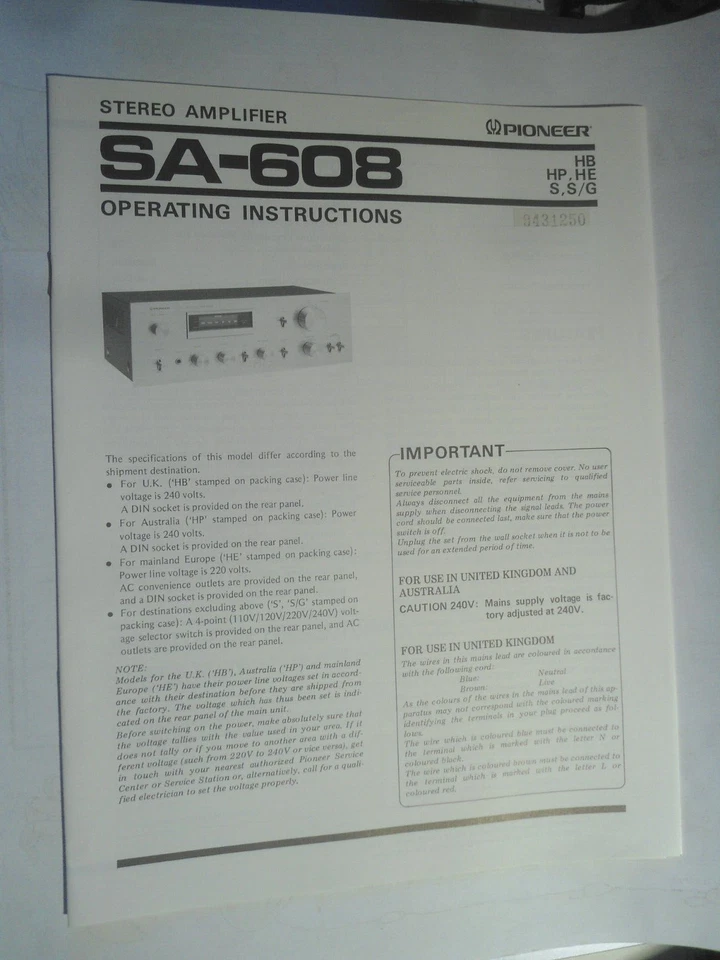 STEREO AMPLIFIER
PIONEER
SA-608
HB
HP, HE
S, S/G
OPERATING INSTRUCTIONS
8431250
The specifications of this model differ according to the
shipment destination.
● For U.K. ('HB' stamped on packing case): Power line
voltage is 240 volts.
A DIN socket is provided on the rear panel.
● For Australia ('HP' stamped on packing case): Power
voltage is 240 volts.
A DIN socket is provided on the rear panel.
● For mainland Europe ('HE' stamped on packing case):
Power line voltage is 220 volts.
AC convenience outlets are provided on the rear panel,
and a DIN socket is provided on the rear panel.
● For destinations excluding above ('S', 'S/G' stamped on
packing case): A 4-point (110V/120V/220V/240V) volt-
age selector switch is provided on the rear panel, and AC
outlets are provided on the rear panel.
NOTE:
Models for the U.K. ('HB'), Australia ('HP') and mainland
Europe ('HE') have their power line voltages set in accord-
ance with their destination before they are shipped from
the factory. The voltage which has thus been set is indi-
cated on the rear panel of the main unit.
Before switching on the power, make absolutely sure that
the voltage tallies with the value used in your area. If it
does not tally or if you move to another area with a dif-
ferent voltage (such from 220V to 240V or vice versa), get
in touch with your nearest authorized Pioneer Service
Center or Service Station or, alternatively, call for a quali-
fied electrician to set the voltage properly.
IMPORTANT
To prevent electric shock, do not remove cover. No user
serviceable parts inside, refer servicing to qualified
service personnel.
Always disconnect all the equipment from the mains
supply when disconnecting the signal leads. The power
cord should be connected last, make sure that the power
switch is off.
Unplug the set from the wall socket when it is not to be
used for an extended period of time.
FOR USE IN UNITED KINGDOM AND
AUSTRALIA
CAUTION 240V: Mains supply voltage is fac-
tory adjusted at 240V.
FOR USE IN UNITED KINGDOM
The wires in this mains lead are coloured in accordance
with the following cord:
Blue: Neutral
Brown: Live
As the colours of the wires in the mains lead of this ap-
paratus may not correspond with the coloured marking
identifying the terminals in your plug proceed as fol-
lows.
The wire which is coloured blue must be connected to
the terminal which is marked with the letter N or
coloured black.
The wire which is coloured brown must be connected to
the terminal which is marked with the letter L or
coloured red.